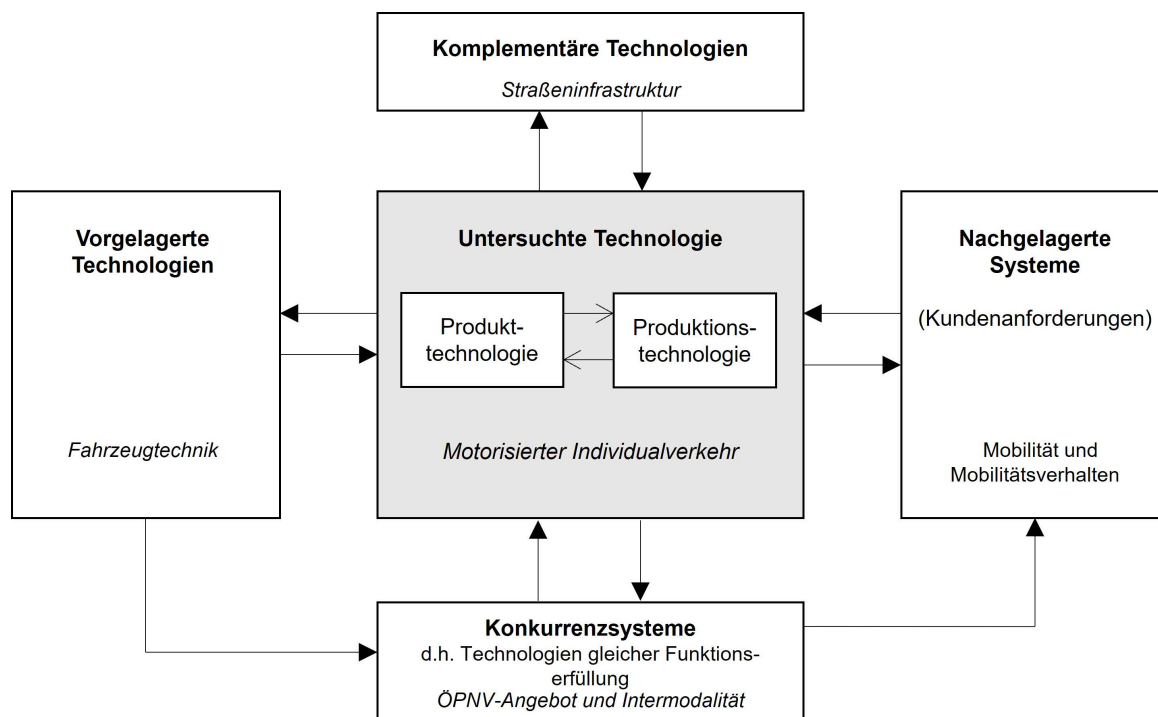 Komplementäre Technologien
Straßeninfrastruktur
Vorgelagerte
Technologien
Fahrzeugtechnik
Untersuchte Technologie
Produkt-
technologie
Produktions-
technologie
Motorisierter Individualverkehr
Nachgelagerte
Systeme
(Kundenanforderungen)
Mobilität und
Mobilitätsverhalten
Konkurrenzsysteme
d.h. Technologien gleicher Funktions-
erfüllung
ÖPNV-Angebot und Intermodalität